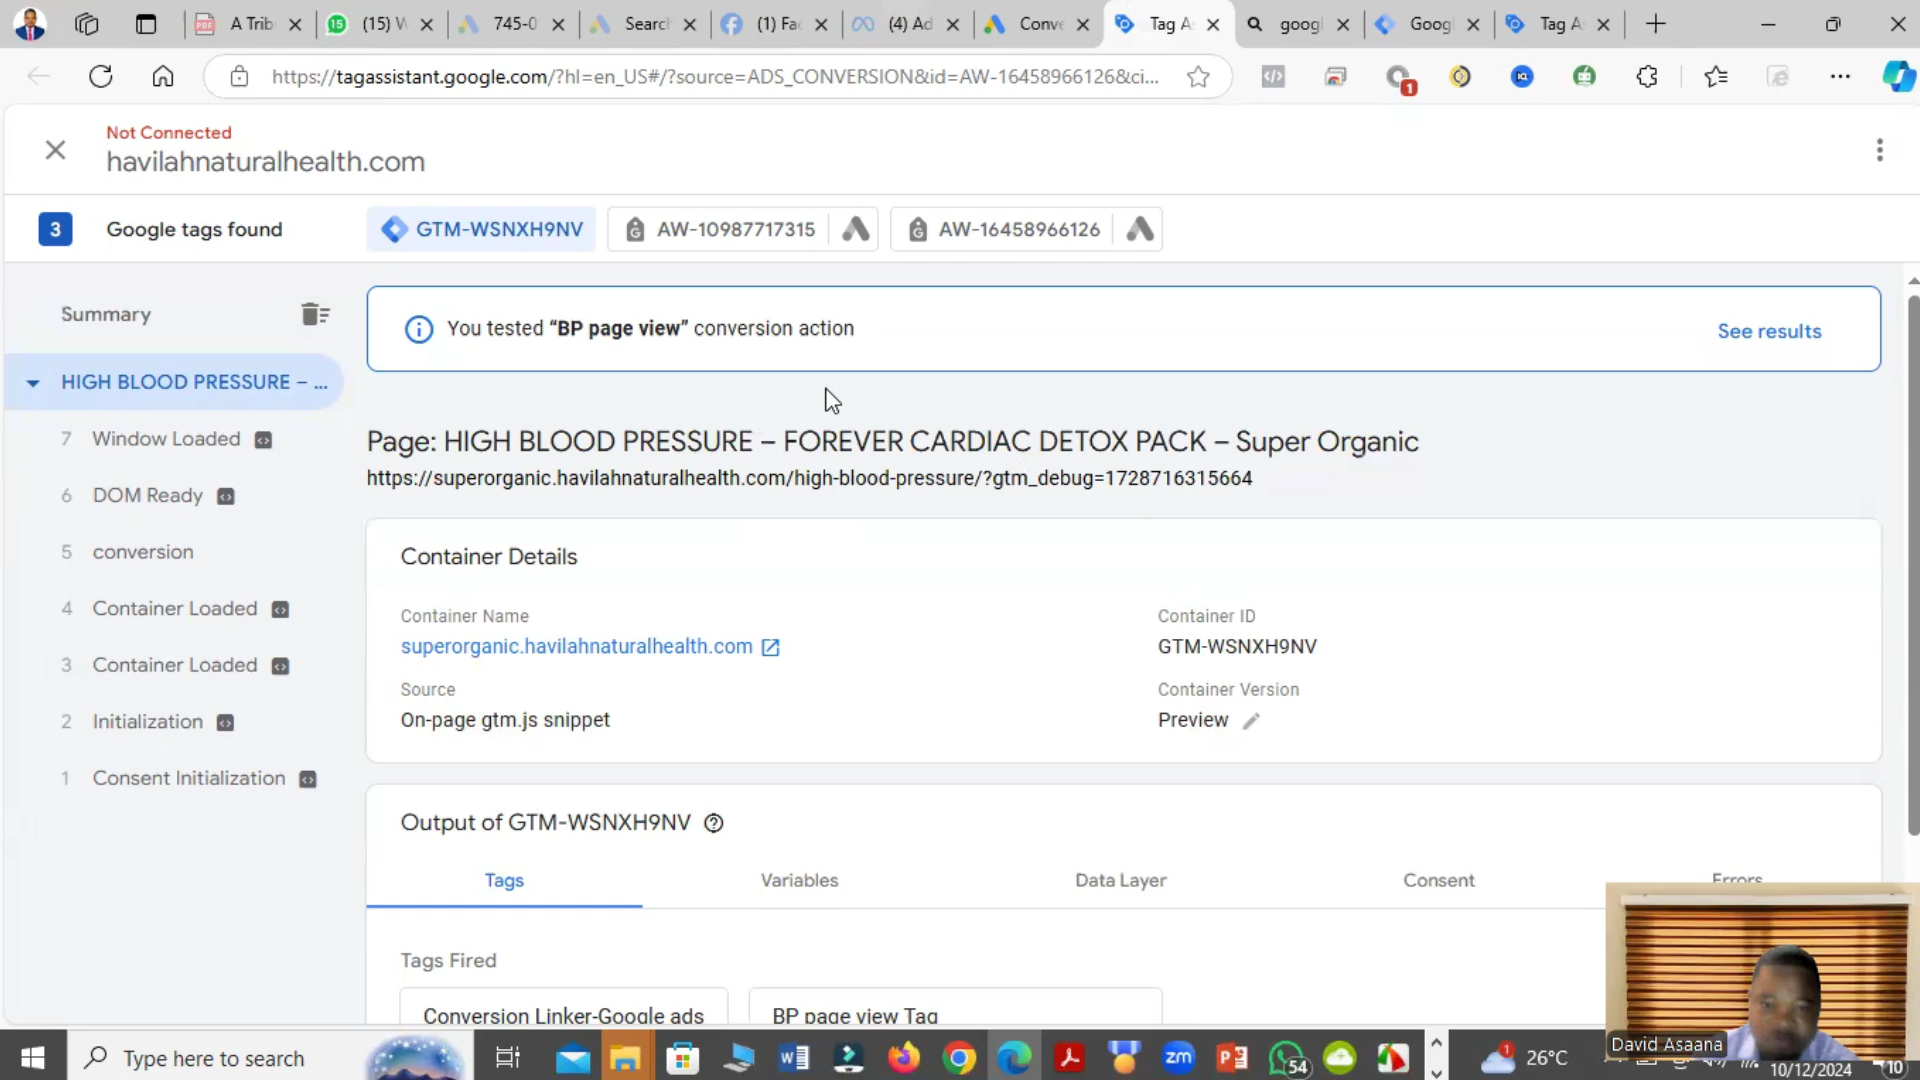 A Trib
(15) W
745-0
Search
(1) Fac
(4) Ad
Conve
Tag A
googl
Googl
Tag A
https://tagassistant.google.com/?hl=en_US#/?source=ADS_CONVERSION&id=AW-16458966126&ci...
1
Not Connected
havilahnaturalhealth.com
3 Google tags found
GTM-WSNXH9NV
AW-10987717315
AW-16458966126
Summary
You tested “BP page view” conversion action
See results
HIGH BLOOD PRESSURE – ...
7 Window Loaded
6 DOM Ready
5 conversion
4 Container Loaded
3 Container Loaded
2 Initialization
1 Consent Initialization
Page: HIGH BLOOD PRESSURE – FOREVER CARDIAC DETOX PACK – Super Organic
https://superorganic.havilahnaturalhealth.com/high-blood-pressure/?gtm_debug=1728716315664
Container Details
Container Name
superorganic.havilahnaturalhealth.com
Container ID
GTM-WSNXH9NV
Source
On-page gtm.js snippet
Container Version
Preview
Output of GTM-WSNXH9NV
Tags
Variables
Data Layer
Consent
Errors
Tags Fired
Conversion Linker-Google ads
BP page view Tag
David Asaana
Type here to search
54
1
26°C
10/12/2024
10